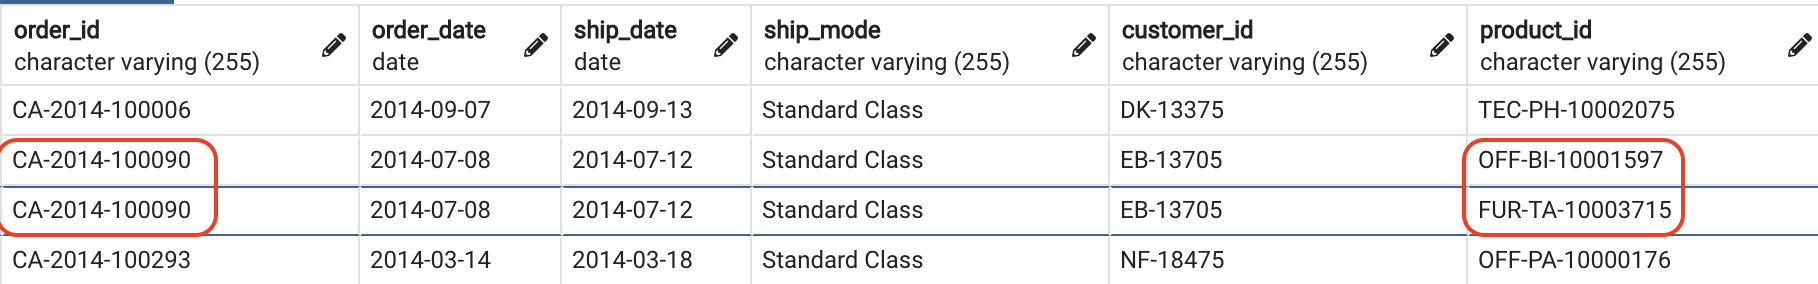 order_id order_date ship_date ship_mode customer_id product_id
character varying (255) date date character varying (255) character varying (255) character varying (255)
CA-2014-100006 2014-09-07 2014-09-13 Standard Class DK-13375 TEC-PH-10002075
CA-2014-100090 2014-07-08 2014-07-12 Standard Class EB-13705 OFF-BI-10001597
CA-2014-100090 2014-07-08 2014-07-12 Standard Class EB-13705 FUR-TA-10003715
CA-2014-100293 2014-03-14 2014-03-18 Standard Class NF-18475 OFF-PA-10000176